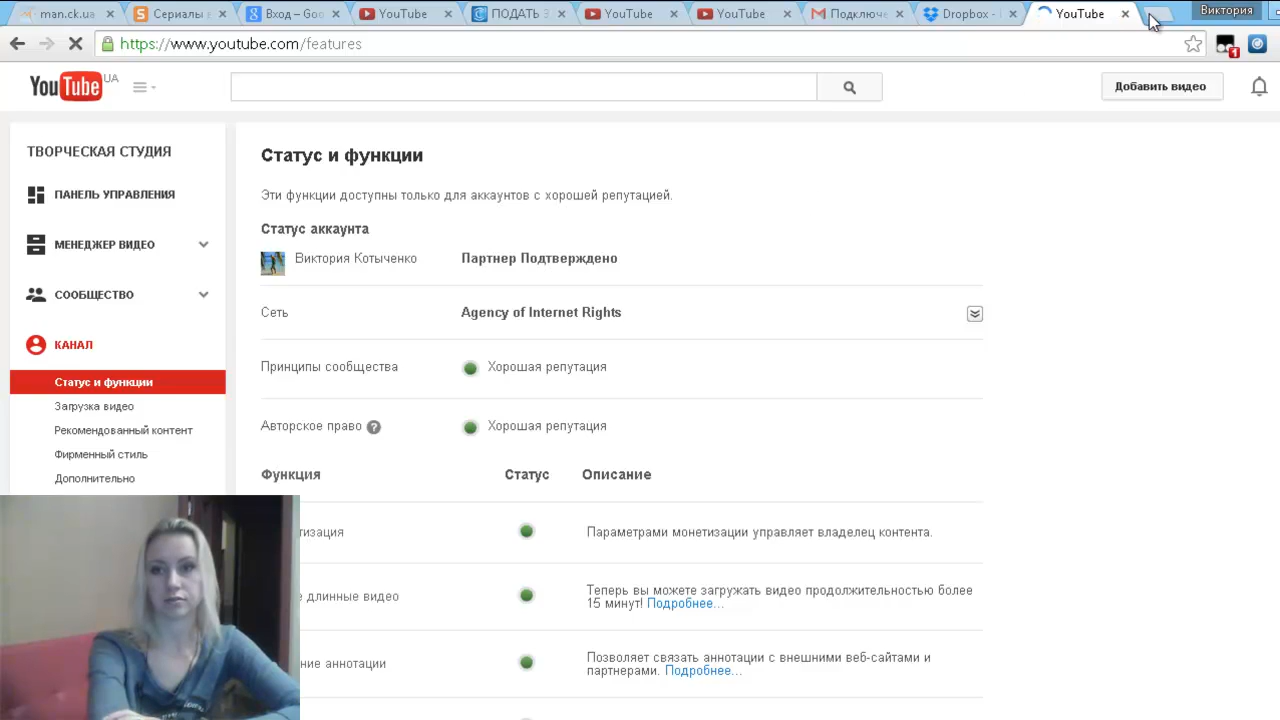 man.ck.ua
Сериалы в
Вход – Goo
YouTube
ПОДАТЬ З
YouTube
YouTube
Подключе
Dropbox -
YouTube
Виктория
https://www.youtube.com/features
1
YouTube UA
Добавить видео
ТВОРЧЕСКАЯ СТУДИЯ
ПАНЕЛЬ УПРАВЛЕНИЯ
МЕНЕДЖЕР ВИДЕО
СООБЩЕСТВО
КАНАЛ
Статус и функции
Загрузка видео
Рекомендованный контент
Фирменный стиль
Дополнительно
Статус и функции
Эти функции доступны только для аккаунтов с хорошей репутацией.
Статус аккаунта
Виктория Котыченко Партнер Подтверждено
Сеть Agency of Internet Rights
Принципы сообщества Хорошая репутация
Авторское право ? Хорошая репутация
Функция Статус Описание
тизация Параметрами монетизации управляет владелец контента.
е длинные видео Теперь вы можете загружать видео продолжительностью более
15 минут! Подробнее...
ние аннотации Позволяет связать аннотации с внешними веб-сайтами и
партнерами. Подробнее...